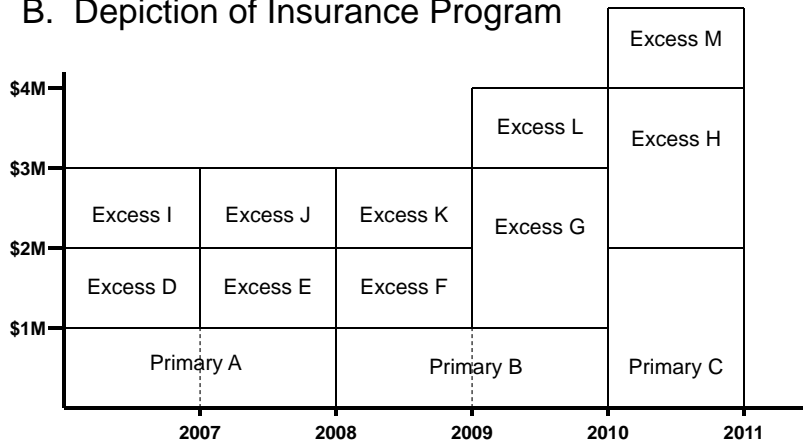 B. Depiction of Insurance Program
Excess M
$4M
Excess L
Excess H
$3M
Excess I Excess J Excess K
Excess G
$2M
Excess D Excess E Excess F
$1M
Primary A Primary B Primary C
2007 2008 2009 2010 2011